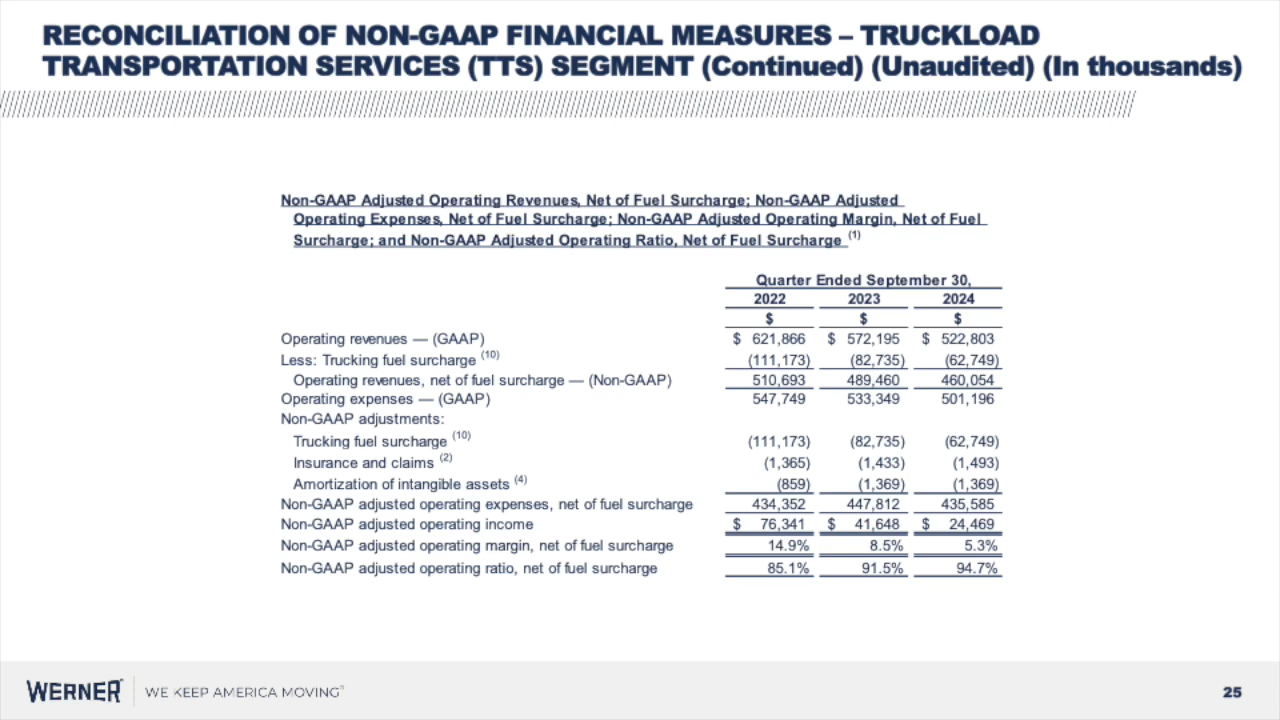 RECONCILIATION OF NON-GAAP FINANCIAL MEASURES – TRUCKLOAD
TRANSPORTATION SERVICES (TTS) SEGMENT (Continued) (Unaudited) (In thousands)
Non-GAAP Adjusted Operating Revenues, Net of Fuel Surcharge; Non-GAAP Adjusted
Operating Expenses, Net of Fuel Surcharge; Non-GAAP Adjusted Operating Margin, Net of Fuel
Surcharge; and Non-GAAP Adjusted Operating Ratio, Net of Fuel Surcharge (1)
Quarter Ended September 30,
2022 2023 2024
$ $ $
Operating revenues — (GAAP) $ 621,866 $ 572,195 $ 522,803
Less: Trucking fuel surcharge (10) (111,173) (82,735) (62,749)
Operating revenues, net of fuel surcharge — (Non-GAAP) 510,693 489,460 460,054
Operating expenses — (GAAP) 547,749 533,349 501,196
Non-GAAP adjustments:
Trucking fuel surcharge (10) (111,173) (82,735) (62,749)
Insurance and claims (2) (1,365) (1,433) (1,493)
Amortization of intangible assets (4) (859) (1,369) (1,369)
Non-GAAP adjusted operating expenses, net of fuel surcharge 434,352 447,812 435,585
Non-GAAP adjusted operating income $ 76,341 $ 41,648 $ 24,469
Non-GAAP adjusted operating margin, net of fuel surcharge 14.9% 8.5% 5.3%
Non-GAAP adjusted operating ratio, net of fuel surcharge 85.1% 91.5% 94.7%
WERNER WE KEEP AMERICA MOVING 25